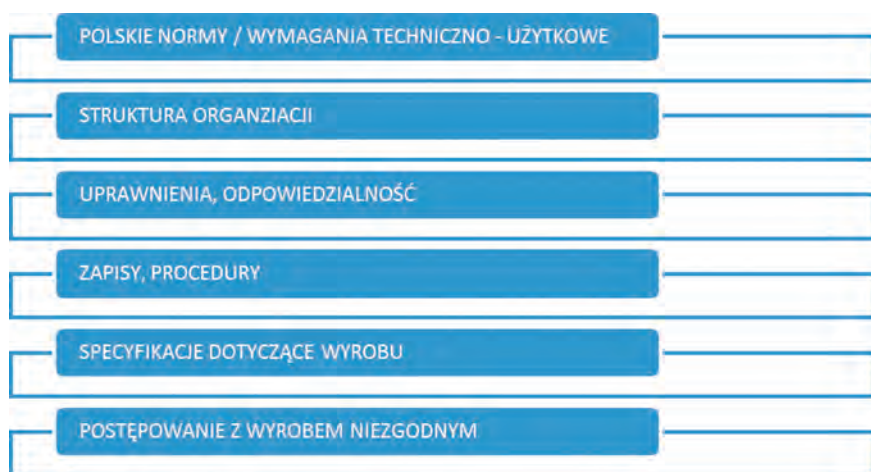 POLSKIE NORMY / WYMAGANIA TECHNICZNO - UŻYTKOWE
STRUKTURA ORGANZIACJI
UPRAWNIENIA, ODPOWIEDZIALNOŚĆ
ZAPISY, PROCEDURY
SPECYFIKACJE DOTYCZĄCE WYROBU
POSTĘPOWANIE Z WYROBEM NIEZGODNYM